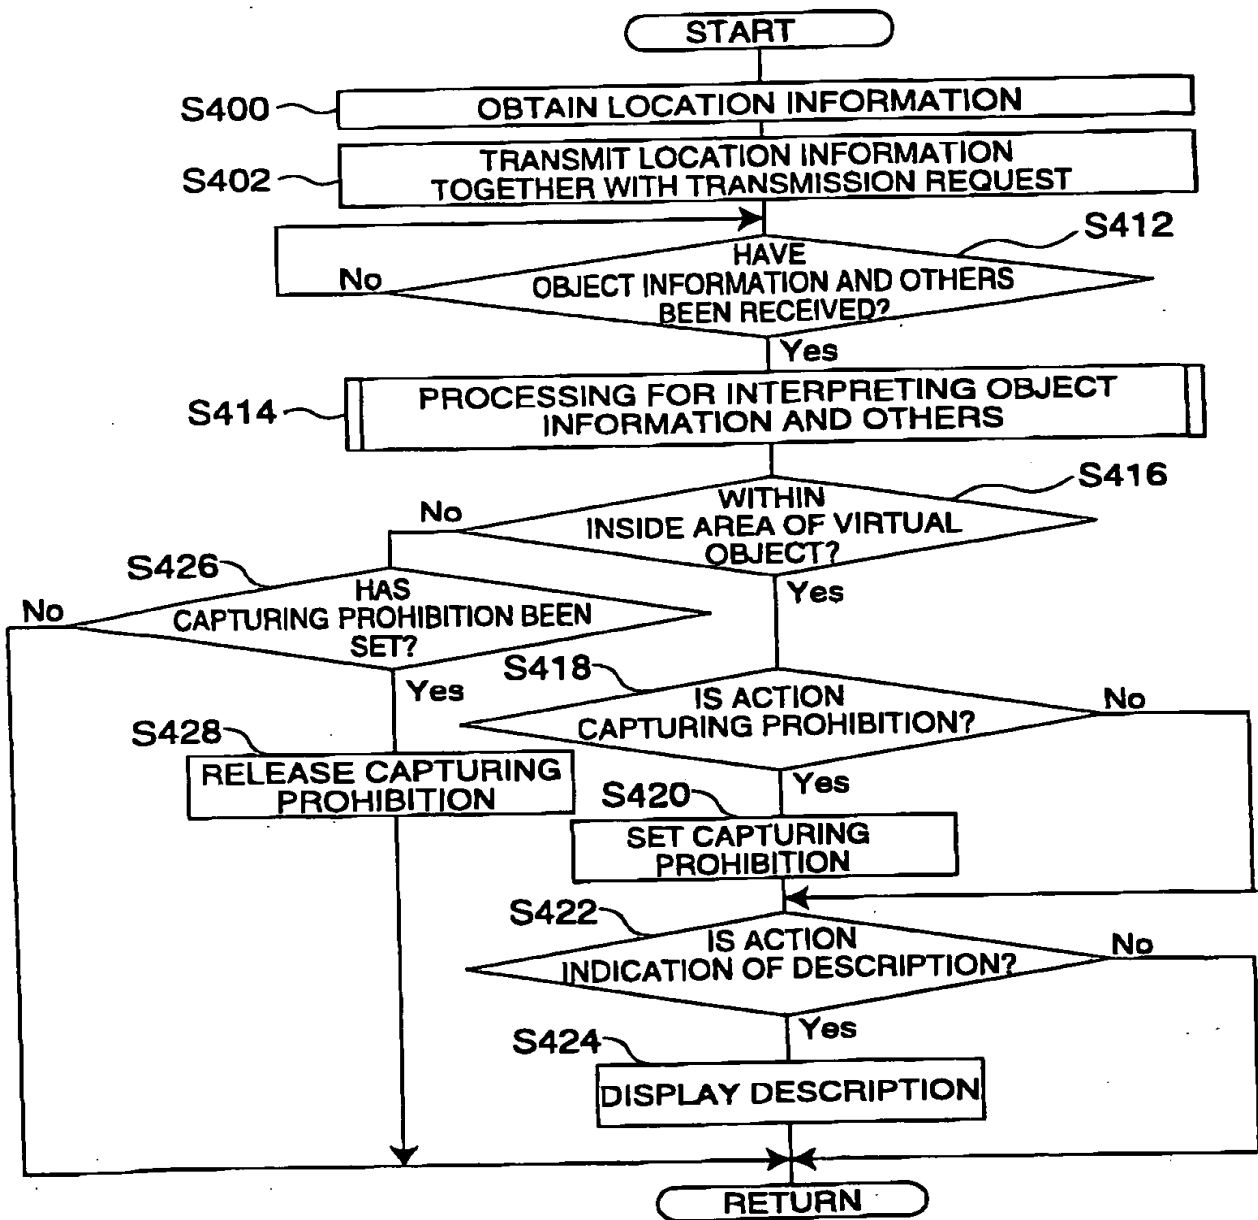 START
S400
OBTAIN LOCATION INFORMATION
S402
TRANSMIT LOCATION INFORMATION
TOGETHER WITH TRANSMISSION REQUEST
S412
HAVE
OBJECT INFORMATION AND OTHERS
BEEN RECEIVED?
No
Yes
S414
PROCESSING FOR INTERPRETING OBJECT
INFORMATION AND OTHERS
S416
WITHIN
INSIDE AREA OF VIRTUAL
OBJECT?
No
Yes
S426
HAS
CAPTURING PROHIBITION BEEN
SET?
No
Yes
S418
IS ACTION
CAPTURING PROHIBITION?
No
Yes
S428
RELEASE CAPTURING
PROHIBITION
S420
SET CAPTURING
PROHIBITION
S422
IS ACTION
INDICATION OF DESCRIPTION?
No
Yes
S424
DISPLAY DESCRIPTION
RETURN